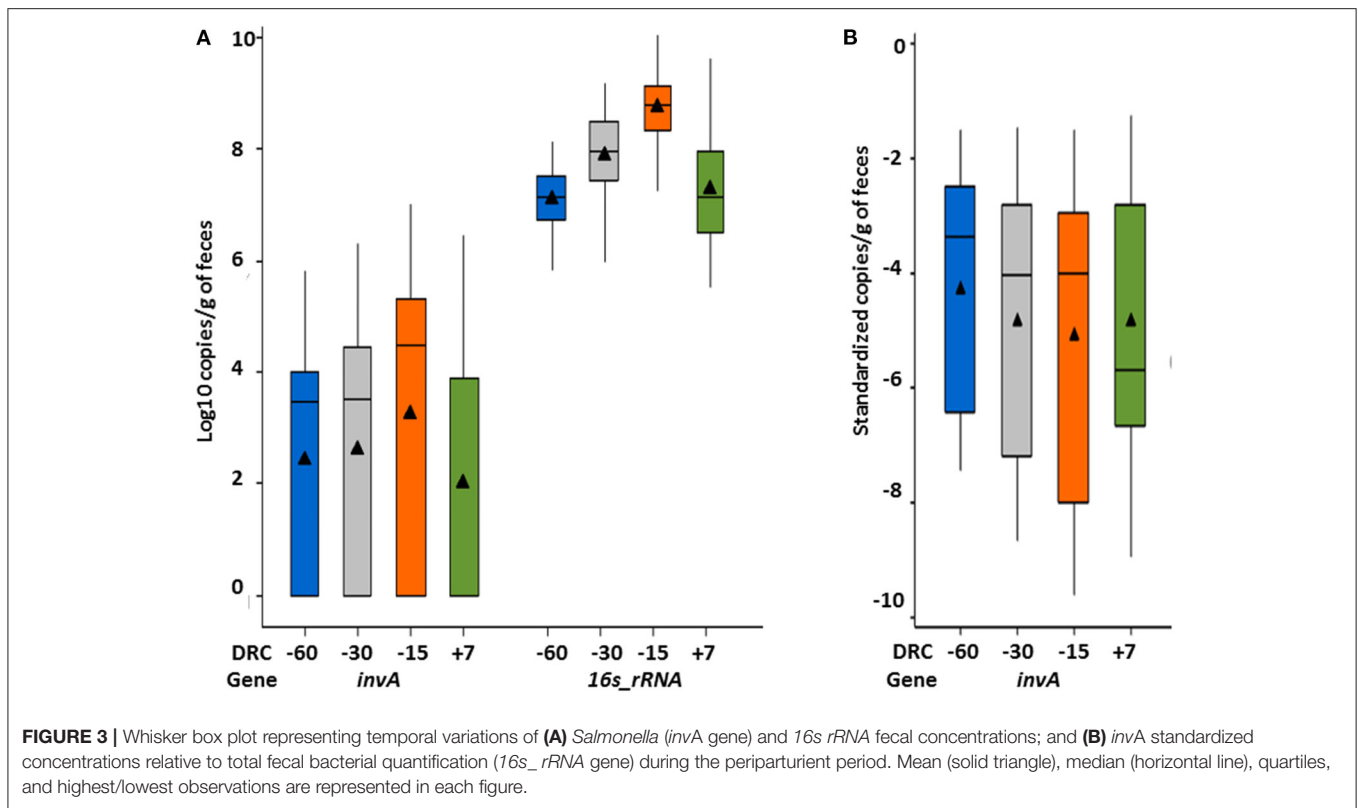 A
10
8
6
4
2
0
Log10 copies/g of feces
DRC -60 -30 -15 +7 -60 -30 -15 +7
Gene invA 16s_rRNA
B
0
-2
-4
-6
-8
-10
Standardized copies/g of feces
DRC -60 -30 -15 +7
Gene invA
FIGURE 3 | Whisker box plot representing temporal variations of (A) Salmonella (invA gene) and 16s rRNA fecal concentrations; and (B) invA standardized
concentrations relative to total fecal bacterial quantification (16s_ rRNA gene) during the periparturient period. Mean (solid triangle), median (horizontal line), quartiles,
and highest/lowest observations are represented in each figure.